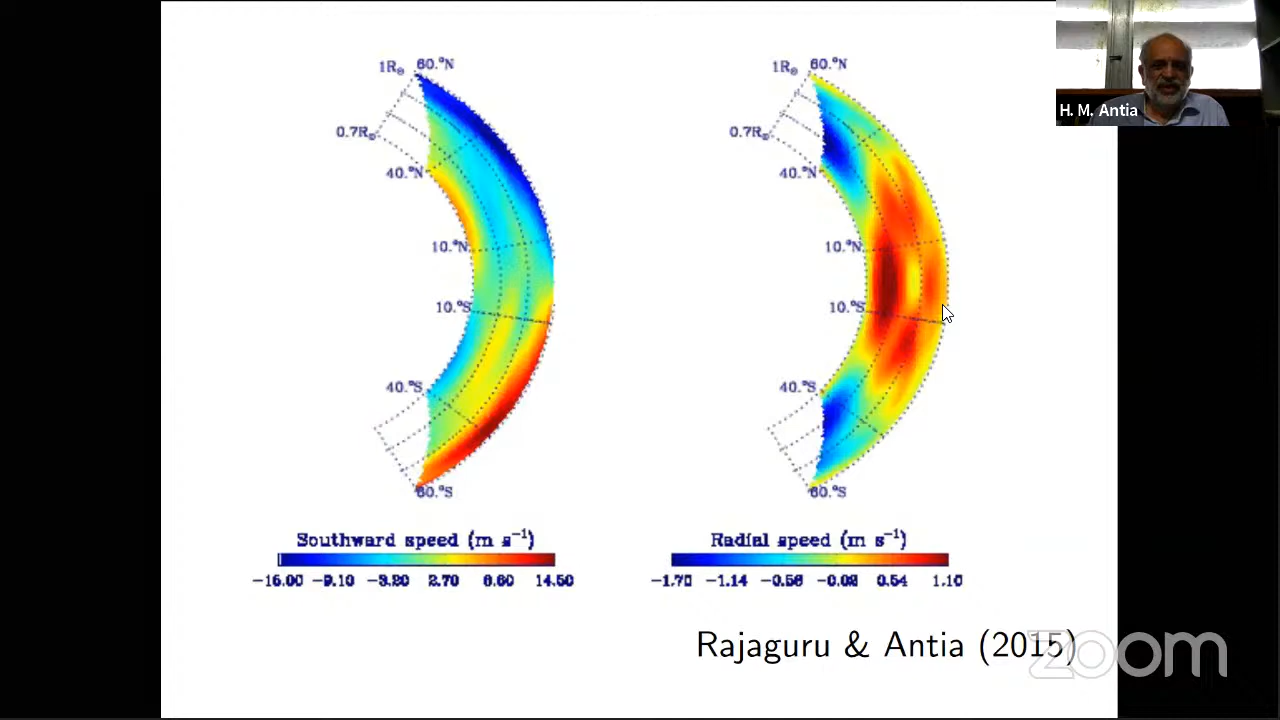 1R☉ 60.°N
0.7R☉
40.°N
10.°N
10.°S
40.°S
60.°S
Southward speed (m s⁻¹)
−16.00 −9.10 −3.20 2.70 8.60 14.50
1R☉ 60.°N
0.7R☉
40.°N
10.°N
10.°S
40.°S
60.°S
Radial speed (m s⁻¹)
−1.70 −1.14 −0.58 −0.02 0.54 1.10
H. M. Antia
Rajaguru & Antia (2015)
zoom